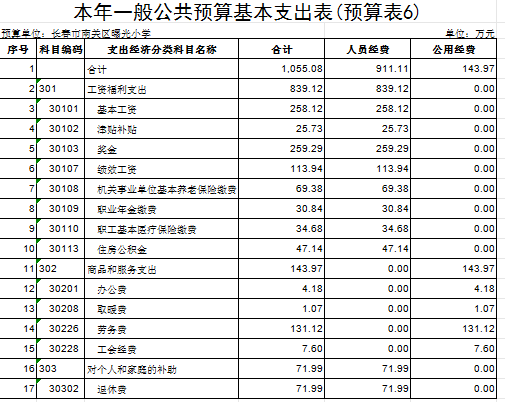 本年一般公共预算基本支出表(预算表6)
预算单位：长春市南关区曙光小学 单位：万元
序号 科目编码 支出经济分类科目名称 合计 人员经费 公用经费
1 合计 1,055.08 911.11 143.97
2 301 工资福利支出 839.12 839.12 0.00
3 30101 基本工资 258.12 258.12 0.00
4 30102 津贴补贴 25.73 25.73 0.00
5 30103 奖金 259.29 259.29 0.00
6 30107 绩效工资 113.94 113.94 0.00
7 30108 机关事业单位基本养老保险缴费 69.38 69.38 0.00
8 30109 职业年金缴费 30.84 30.84 0.00
9 30110 职工基本医疗保险缴费 34.68 34.68 0.00
10 30113 住房公积金 47.14 47.14 0.00
11 302 商品和服务支出 143.97 0.00 143.97
12 30201 办公费 4.18 0.00 4.18
13 30208 取暖费 1.07 0.00 1.07
14 30226 劳务费 131.12 0.00 131.12
15 30228 工会经费 7.60 0.00 7.60
16 303 对个人和家庭的补助 71.99 71.99 0.00
17 30302 退休费 71.99 71.99 0.00